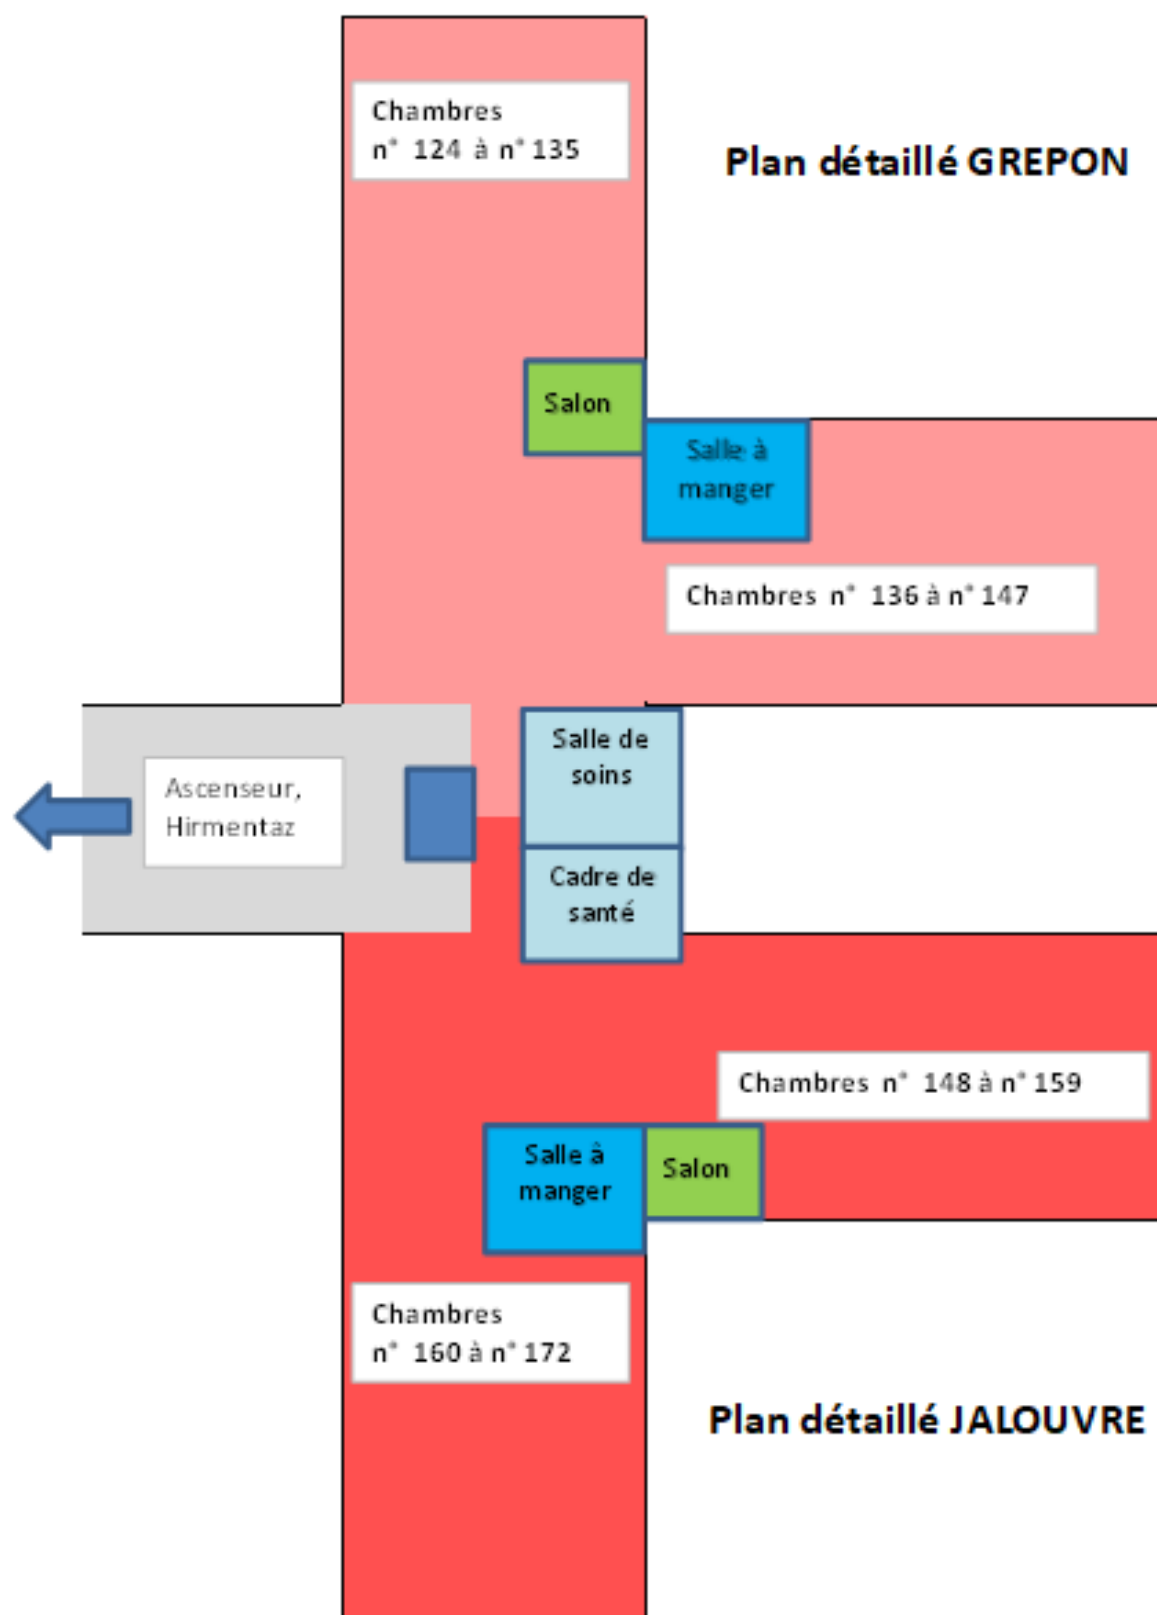 Chambres
n° 124 à n°135
Plan détaillé GREPON
Salon
Salle à
manger
Chambres n° 136 à n°147
Salle de
soins
Ascenseur,
Hirmentaz
Cadre de
santé
Chambres n° 148 à n°159
Salle à
manger
Salon
Chambres
n° 160 à n°172
Plan détaillé JALOUVRE